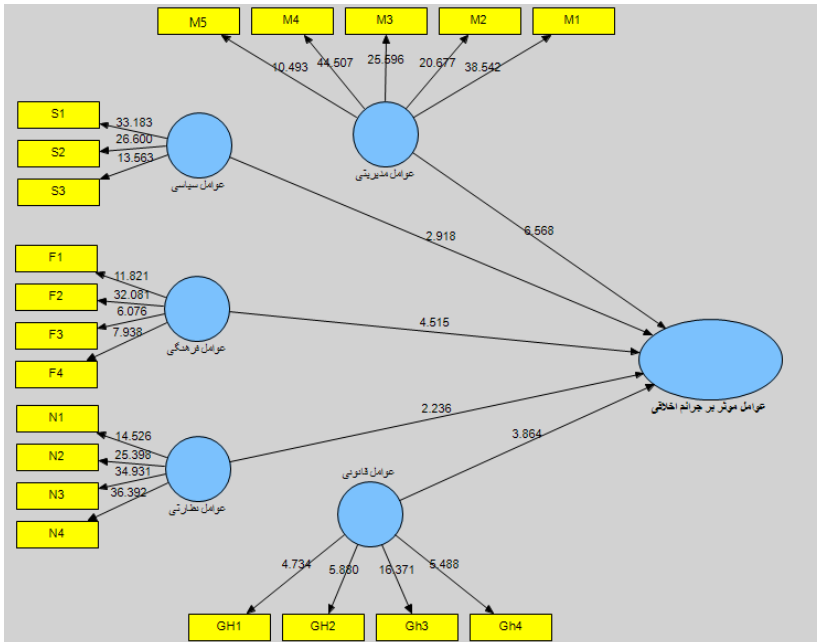 M5
M4
M3
M2
M1
10.493
44.507
25.596
20.677
38.542
S1
S2
S3
33.183
26.600
13.563
عوامل سیاسی
عوامل مدیریتی
6.568
2.918
F1
F2
F3
F4
11.821
32.081
6.076
7.938
عوامل فرهنگی
4.515
عوامل موثر بر جرائم اخلاقی
N1
N2
N3
N4
14.526
25.398
34.931
36.392
عوامل نظارتی
2.236
3.864
عوامل قانونی
4.734
5.880
16.371
5.488
GH1
GH2
Gh3
Gh4